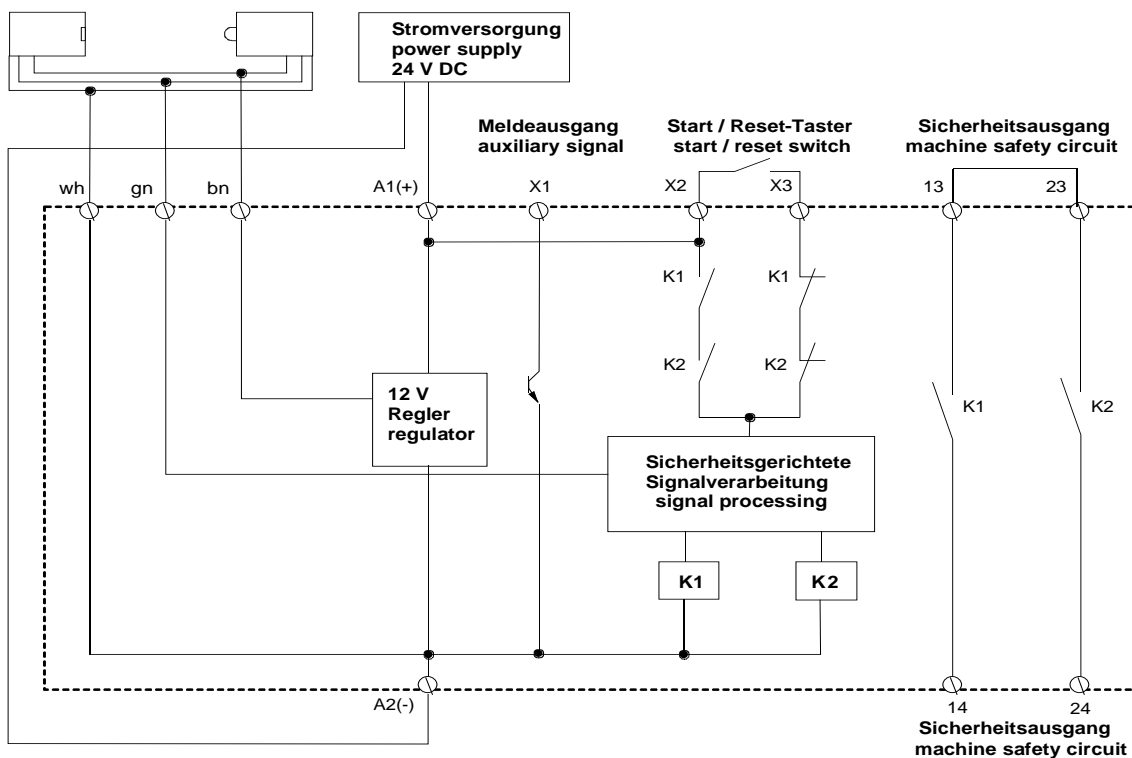 Stromversorgung
power supply
24 V DC
Meldeausgang
auxiliary signal
Start / Reset-Taster
start / reset switch
Sicherheitsausgang
machine safety circuit
wh
gn
bn
A1(+)
X1
X2
X3
13
23
K1
K1
K2
K2
12 V
Regler
regulator
K1
K2
Sicherheitsgerichtete
Signalverarbeitung
signal processing
K1
K2
A2(-)
14
24
Sicherheitsausgang
machine safety circuit